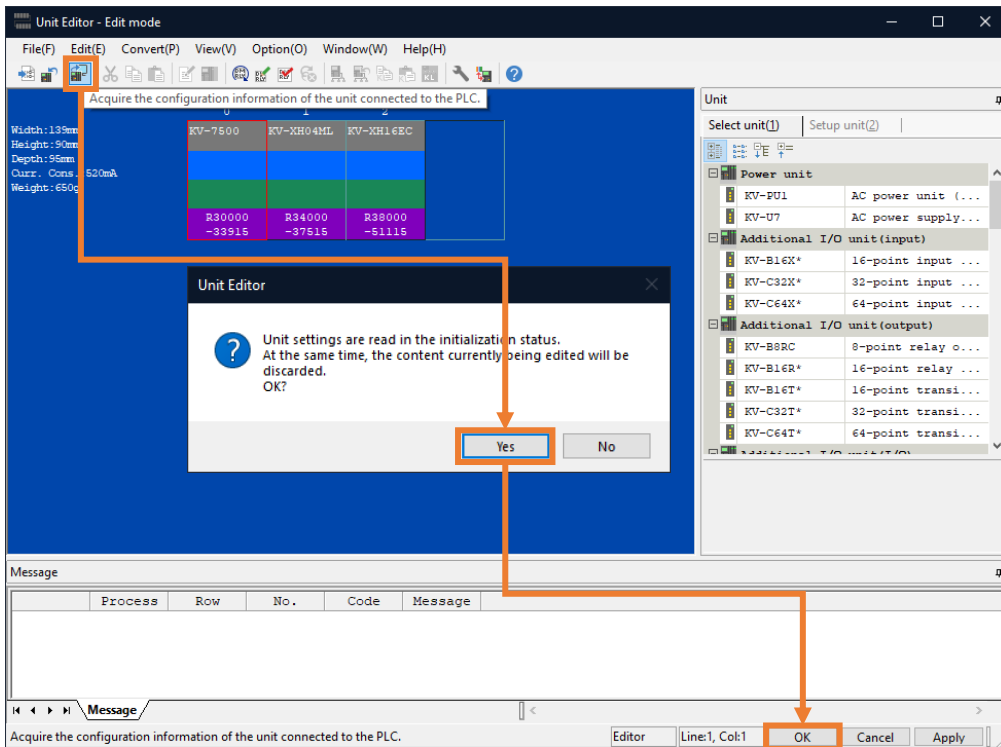 Unit Editor - Edit mode
File(F) Edit(E) Convert(P) View(V) Option(O) Window(W) Help(H)
Acquire the configuration information of the unit connected to the PLC.
0 1 2
Width:139mm
Height:90mm
Depth:95mm
Curr. Cons. 520mA
Weight:650g
KV-7500 KV-XH04ML KV-XH16EC
R30000 R34000 R38000
-33915 -37515 -51115
Unit Editor
Unit settings are read in the initialization status.
At the same time, the content currently being edited will be
discarded.
OK?
Yes No
Unit
Select unit(1) Setup unit(2)
Power unit
KV-PU1 AC power unit (...
KV-U7 AC power supply...
Additional I/O unit(input)
KV-B16X* 16-point input ...
KV-C32X* 32-point input ...
KV-C64X* 64-point input ...
Additional I/O unit(output)
KV-B8RC 8-point relay o...
KV-B16R* 16-point relay ...
KV-B16T* 16-point transi...
KV-C32T* 32-point transi...
KV-C64T* 64-point transi...
Additional I/O unit(I/O)
Message
Process Row No. Code Message
Message
Acquire the configuration information of the unit connected to the PLC. Editor Line:1, Col:1 OK Cancel Apply